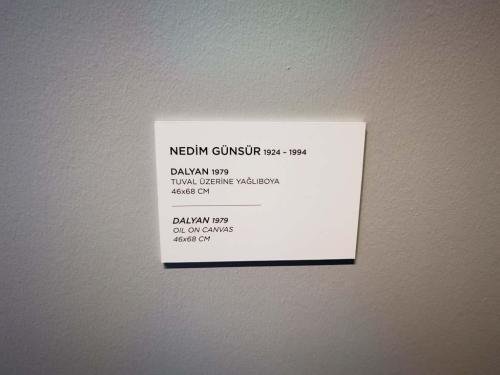 NEDİM GÜNSÜR 1924 – 1994
DALYAN 1979
TUVAL ÜZERİNE YAĞLIBOYA
46x68 CM
DALYAN 1979
OIL ON CANVAS
46x68 CM